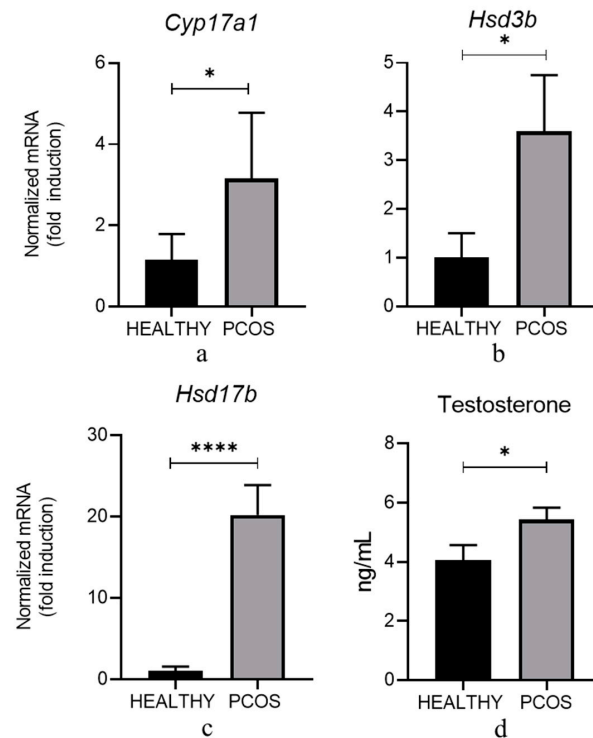 Cyp17a1
Normalized mRNA
(fold induction)
6
4
2
0
*
HEALTHY PCOS
a
Hsd3b
5
4
3
2
1
0
*
HEALTHY PCOS
b
Hsd17b
Normalized mRNA
(fold induction)
30
20
10
0
****
HEALTHY PCOS
c
Testosterone
ng/mL
8
6
4
2
0
*
HEALTHY PCOS
d